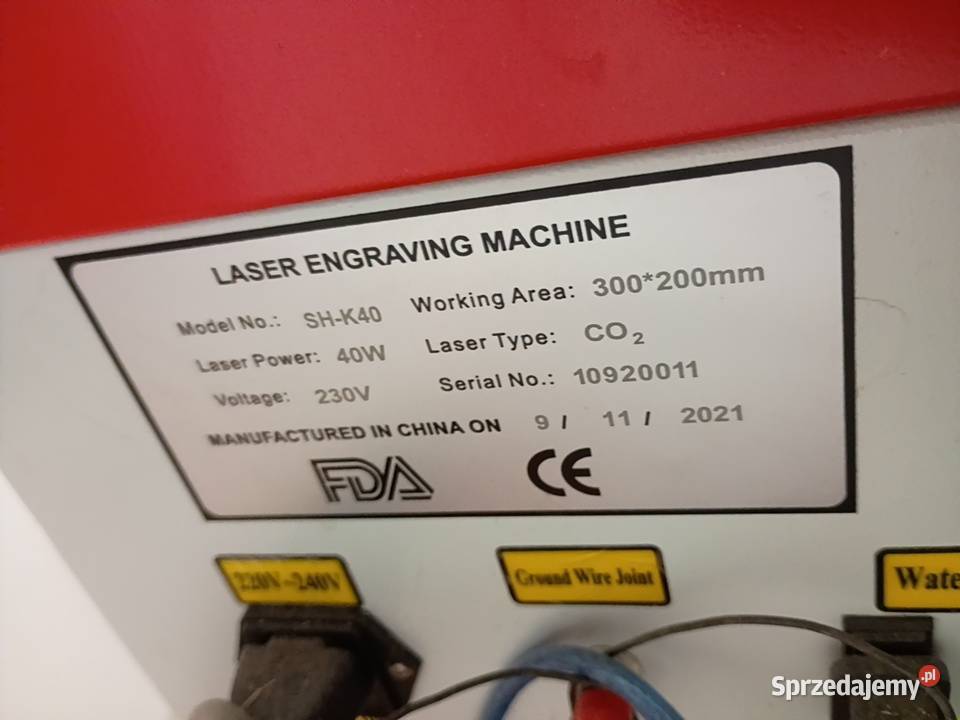 LASER ENGRAVING MACHINE
Model No.: SH-K40 Working Area: 300*200mm
Laser Power: 40W Laser Type: CO₂
Voltage: 230V Serial No.: 10920011
MANUFACTURED IN CHINA ON 9 / 11 / 2021
FDA CE
220V~240V Ground Wire Joint Wate
Sprzedajemy.pl